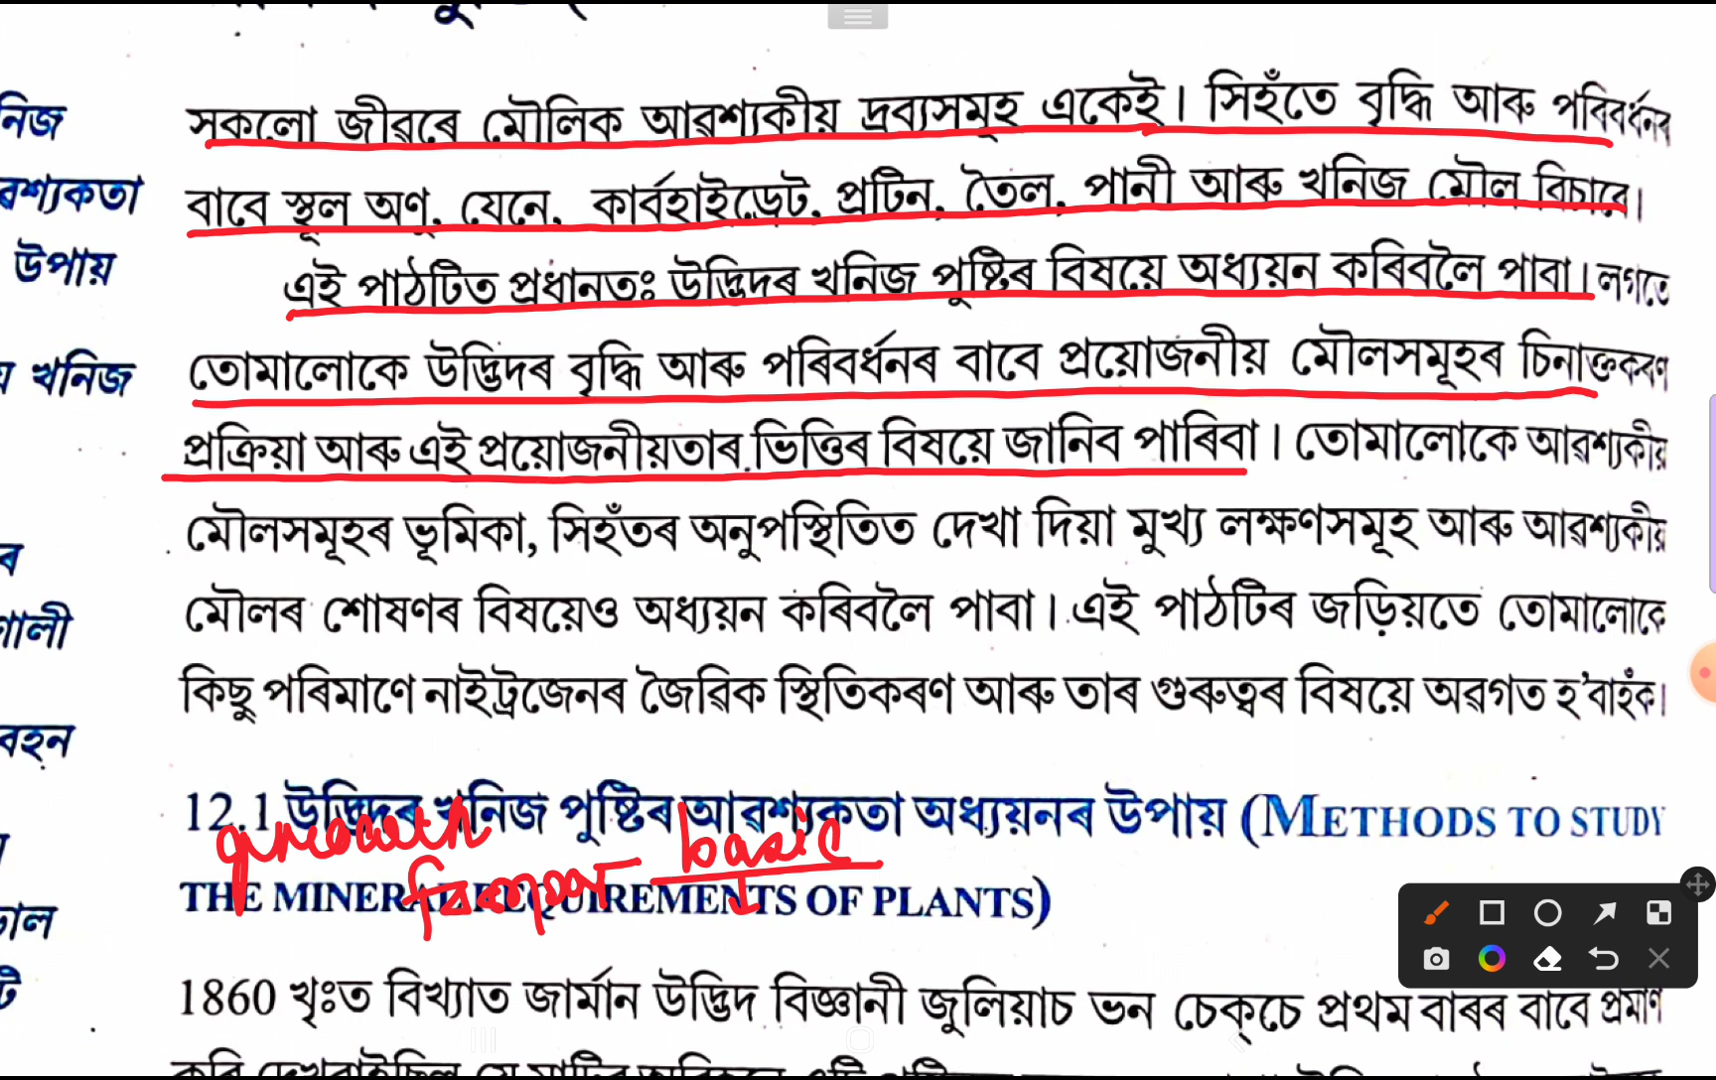 নিজ
ৱশ্যকতা
উপায়
খনিজ
ৰ
গালী
বহন
তাল
টি
সকলো জীৱৰে মৌলিক আৱশ্যকীয় দ্ৰব্যসমূহ একেই। সিহঁতে বৃদ্ধি আৰু পৰিবৰ্ধনৰ
বাবে স্থূল অণু, যেনে, কাৰ্বহাইড্ৰেট, প্ৰটিন, তৈল, পানী আৰু খনিজ মৌল বিচাৰে।
এই পাঠটিত প্ৰধানতঃ উদ্ভিদৰ খনিজ পুষ্টিৰ বিষয়ে অধ্যয়ন কৰিবলৈ পাবা। লগতে
তোমালোকে উদ্ভিদৰ বৃদ্ধি আৰু পৰিবৰ্ধনৰ বাবে প্ৰয়োজনীয় মৌলসমূহৰ চিনাক্তকৰণ
প্ৰক্ৰিয়া আৰু এই প্ৰয়োজনীয়তাৰ ভিত্তিৰ বিষয়ে জানিব পাৰিবা। তোমালোকে আৱশ্যকীয়
মৌলসমূহৰ ভূমিকা, সিহঁতৰ অনুপস্থিতিত দেখা দিয়া মুখ্য লক্ষণসমূহ আৰু আৱশ্যকীয়
মৌলৰ শোষণৰ বিষয়েও অধ্যয়ন কৰিবলৈ পাবা। এই পাঠটিৰ জড়িয়তে তোমালোকে
কিছু পৰিমাণে নাইট্ৰজেনৰ জৈৱিক স্থিতিকৰণ আৰু তাৰ গুৰুত্বৰ বিষয়ে অৱগত হ'বাহঁক।
12.1 উদ্ভিদৰ খনিজ পুষ্টিৰ আৱশ্যকতা অধ্যয়নৰ উপায় (METHODS TO STUDY
basic
THE MINERAL REQUIREMENTS OF PLANTS)
1860 খৃঃত বিখ্যাত জাৰ্মান উদ্ভিদ বিজ্ঞানী জুলিয়াচ ভন চেক্‌চে প্ৰথম বাৰৰ বাবে প্ৰমাণ